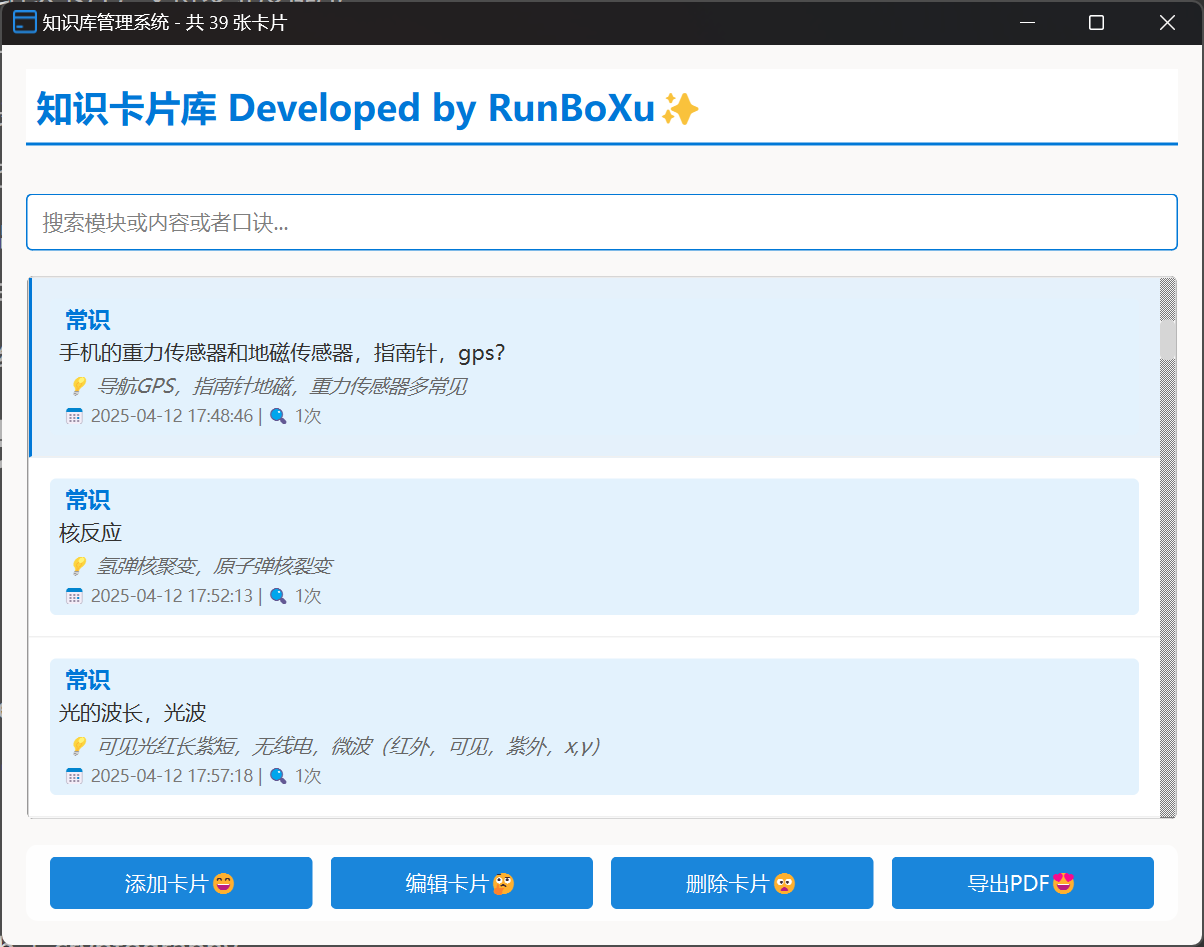 知识库管理系统 - 共 39 张卡片
知识卡片库 Developed by RunBoXu✨
搜索模块或内容或者口诀...
常识
手机的重力传感器和地磁传感器，指南针，gps？
💡 导航GPS，指南针地磁，重力传感器多常见
📅 2025-04-12 17:48:46 | 🔍 1次
常识
核反应
💡 氢弹核聚变，原子弹核裂变
📅 2025-04-12 17:52:13 | 🔍 1次
常识
光的波长，光波
💡 可见光红长紫短，无线电，微波（红外，可见，紫外，x,γ）
📅 2025-04-12 17:57:18 | 🔍 1次
添加卡片😄
编辑卡片🤔
删除卡片😧
导出PDF😍